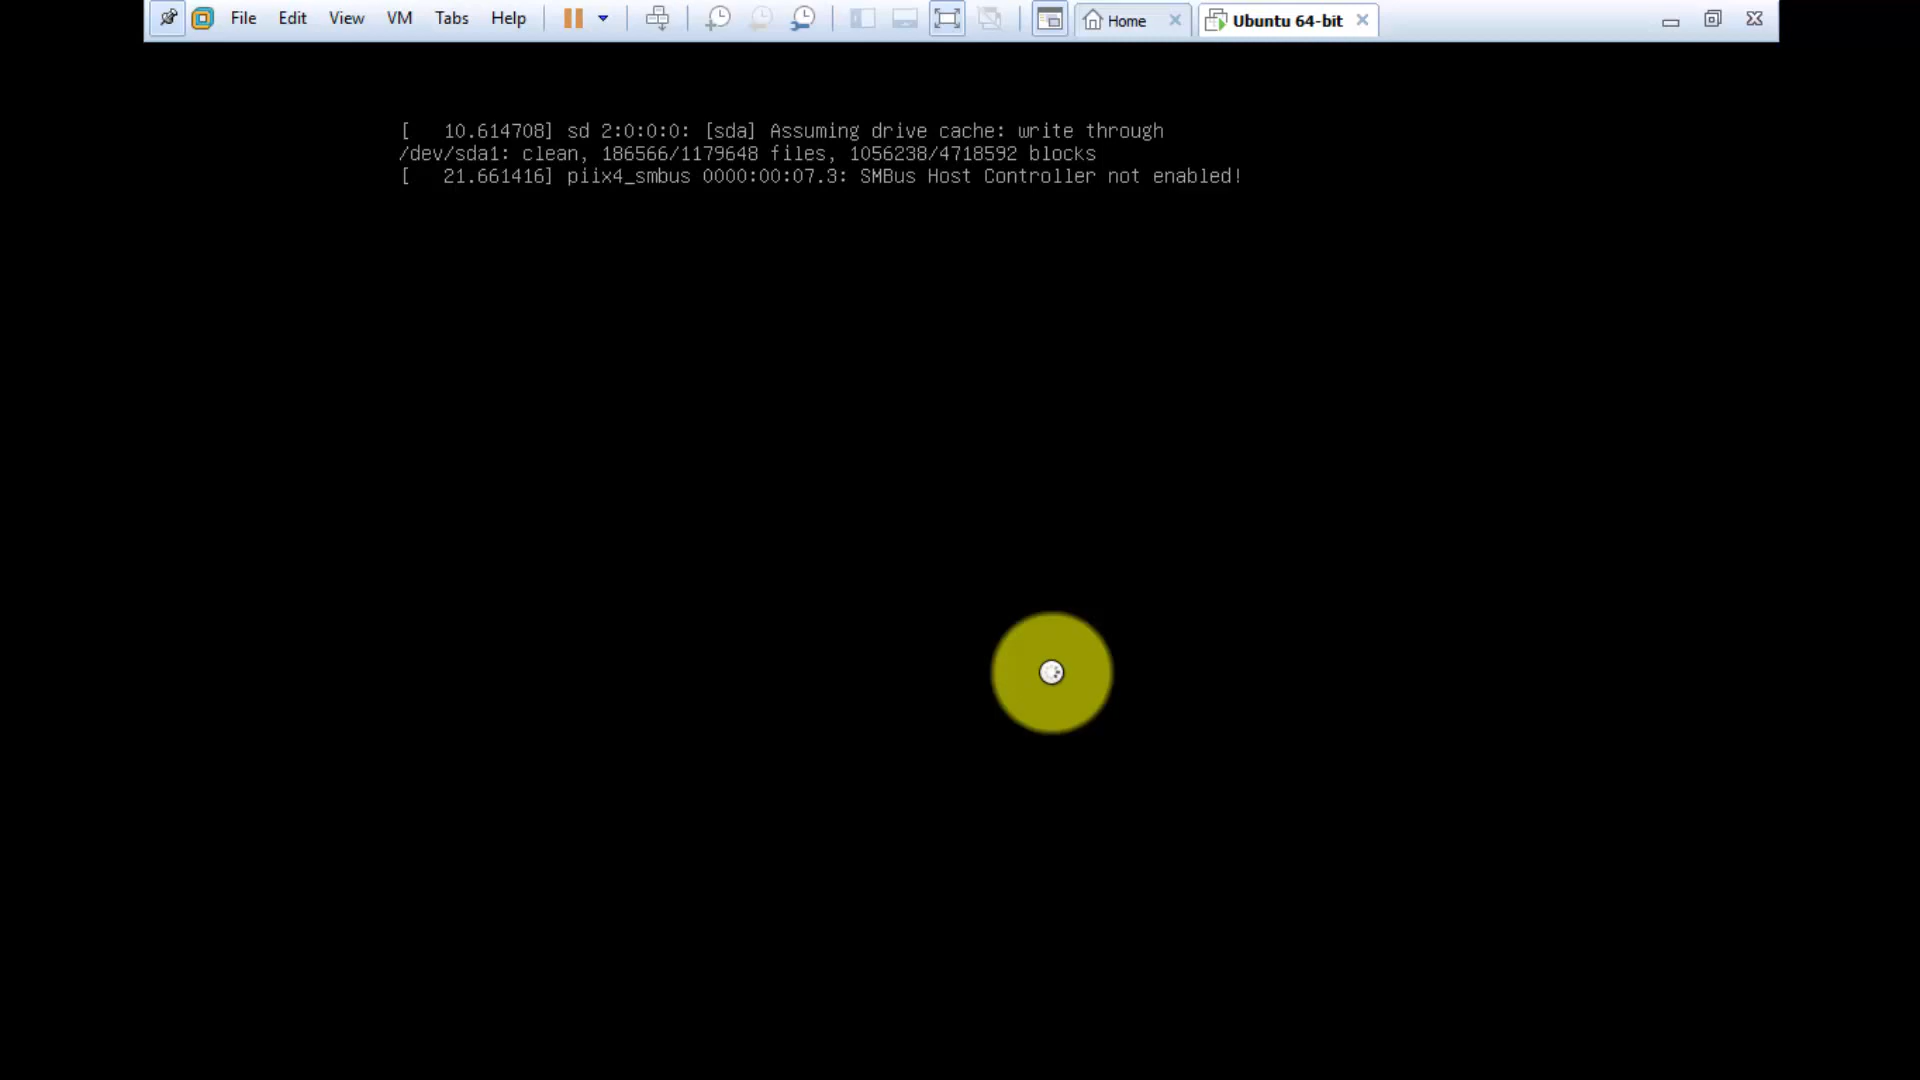 File Edit View VM Tabs Help Home Ubuntu 64-bit
[   10.614708] sd 2:0:0:0: [sda] Assuming drive cache: write through
/dev/sda1: clean, 186566/1179648 files, 1056238/4718592 blocks
[   21.661416] piix4_smbus 0000:00:07.3: SMBus Host Controller not enabled!